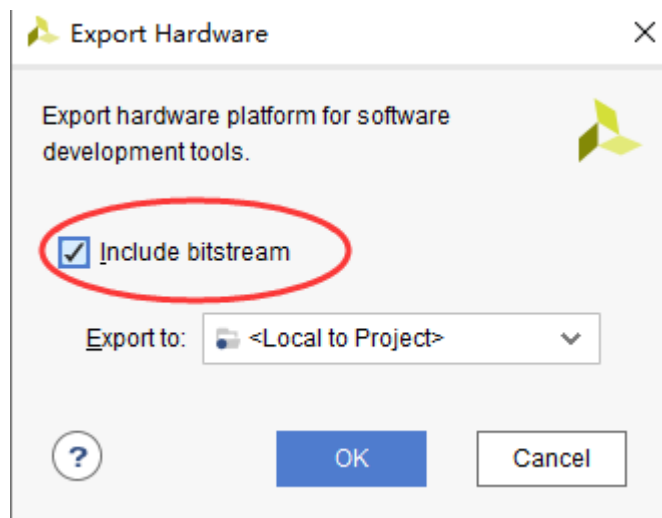 Export Hardware
Export hardware platform for software
development tools.
Include bitstream
Export to: <Local to Project>
? OK Cancel